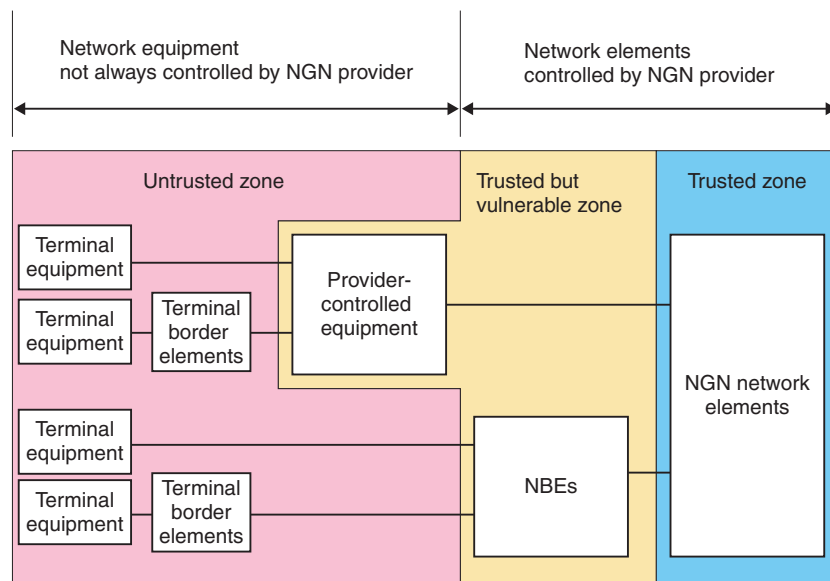 Network equipment
not always controlled by NGN provider
Network elements
controlled by NGN provider
Untrusted zone
Trusted but
vulnerable zone
Trusted zone
Terminal
equipment
Provider-
controlled
equipment
Terminal
equipment
Terminal
border
elements
NGN network
elements
Terminal
equipment
NBEs
Terminal
equipment
Terminal
border
elements